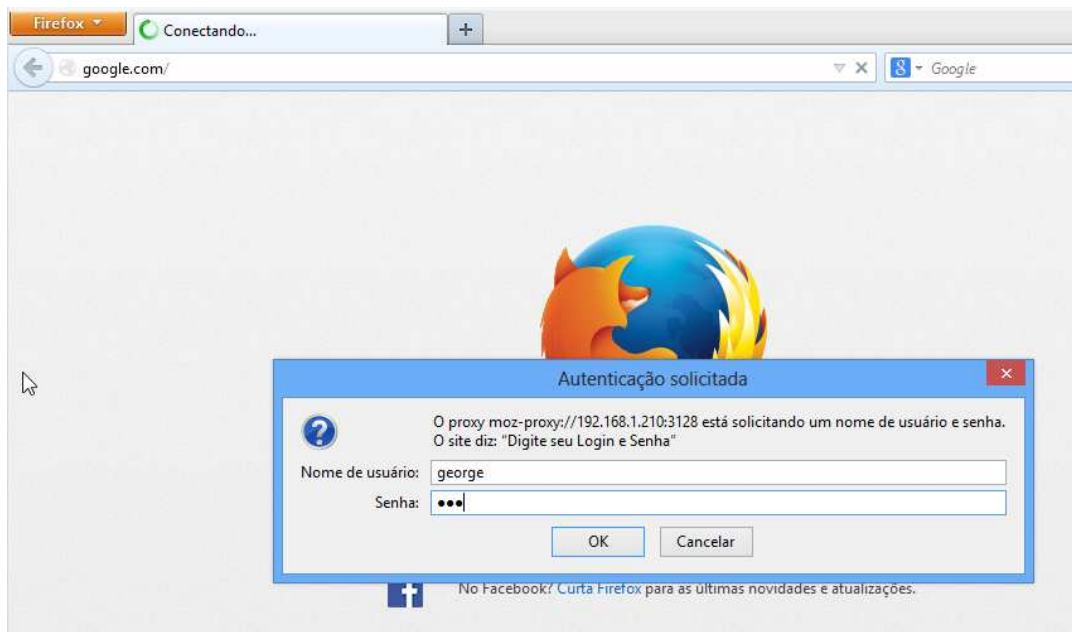 Firefox
Conectando...
google.com/
8 Google
Autenticação solicitada
O proxy moz-proxy://192.168.1.210:3128 está solicitando um nome de usuário e senha.
O site diz: "Digite seu Login e Senha"
Nome de usuário: george
Senha: •••
OK Cancelar
No Facebook? Curta Firefox para as últimas novidades e atualizações.